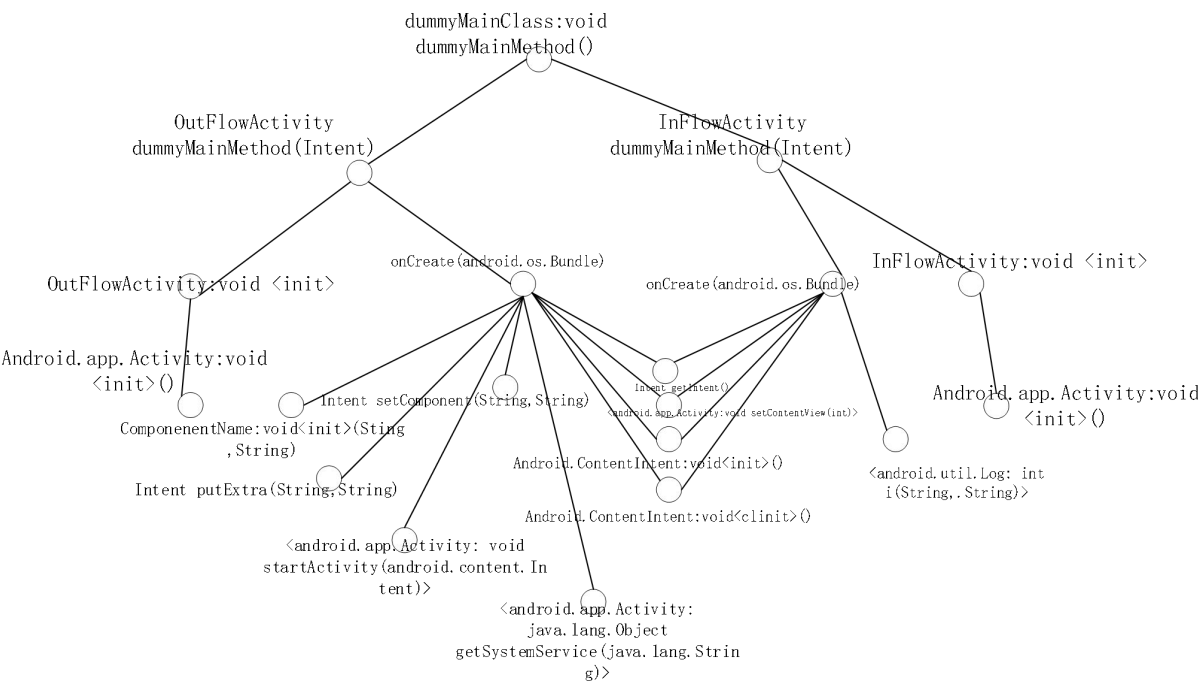 dummyMainClass:void
dummyMainMethod()
OutFlowActivity
dummyMainMethod(Intent)
InFlowActivity
dummyMainMethod(Intent)
onCreate(android.os.Bundle)
onCreate(android.os.Bundle)
InFlowActivity:void <init>
OutFlowActivity:void <init>
Android.app.Activity:void
<init>()
Intent getIntent()
Intent setComponent(String,String)
<android.app.Activity:void setContentView(int)>
Android.app.Activity:void
<init>()
ComponenentName:void<init>(Sting
,String)
Android.ContentIntent:void<init>()
<android.util.Log: int
i(String,.String)>
Intent putExtra(String,String)
Android.ContentIntent:void<clinit>()
<android.app.Activity: void
startActivity(android.content.In
tent)>
<android.app.Activity:
java.lang.Object
getSystemService(java.lang.Strin
g)>